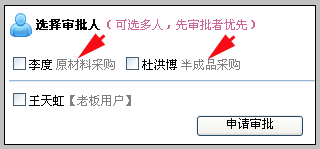 选择审批人（可选多人，先审批者优先）
李度 原材料采购 杜洪博 半成品采购
王天虹【老板用户】
申请审批